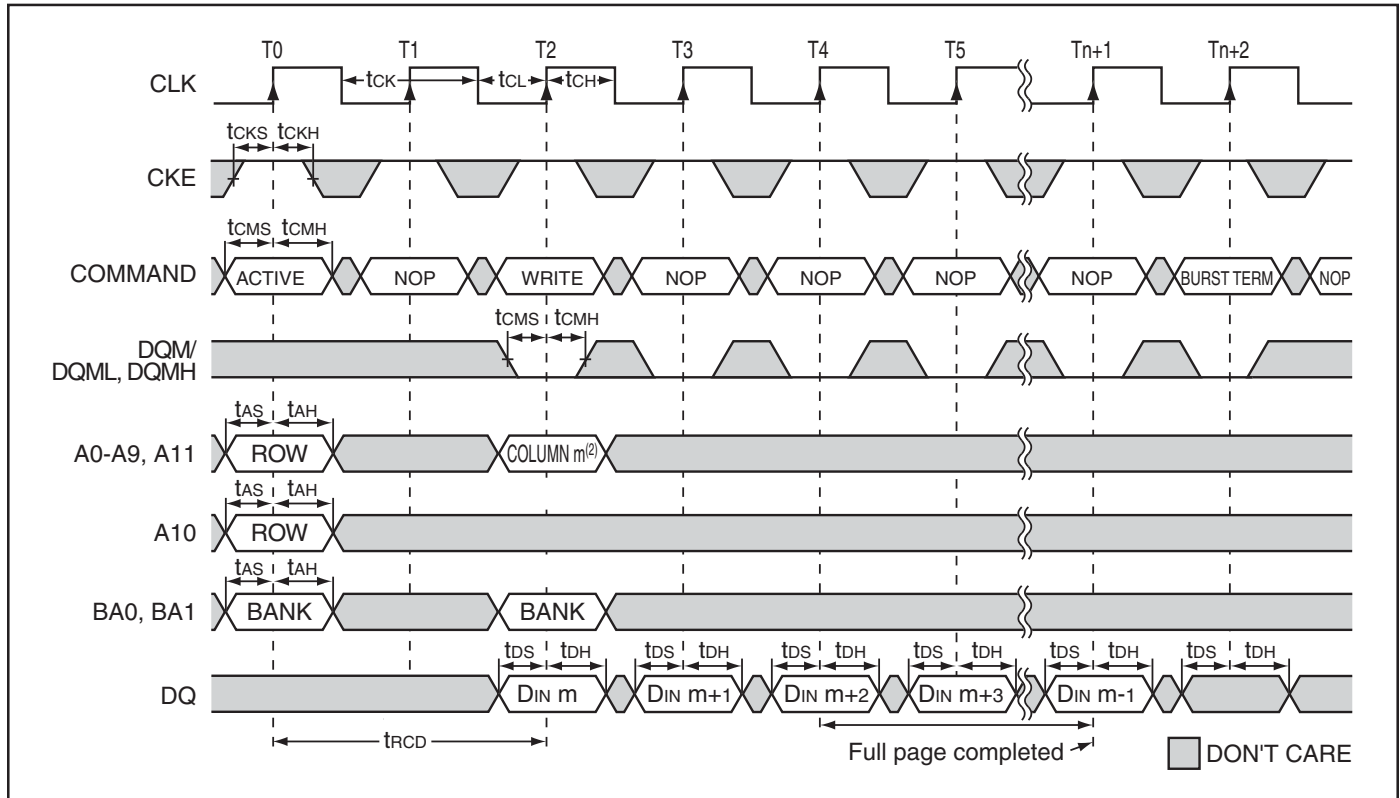 T0 T1 T2 T3 T4 T5 Tn+1 Tn+2
CLK
tCK tCL tCH
tCKS tCKH
CKE
tCMS tCMH
COMMAND
ACTIVE NOP WRITE NOP NOP NOP NOP BURST TERM NOP
tCMS tCMH
DQM/
DQML, DQMH
tAS tAH
A0-A9, A11 ROW COLUMN m(2)
tAS tAH
A10 ROW
tAS tAH
BA0, BA1 BANK BANK
tDS tDH tDS tDH tDS tDH tDS tDH tDS tDH tDS tDH
DQ DIN m DIN m+1 DIN m+2 DIN m+3 DIN m-1
tRCD
Full page completed
DON'T CARE